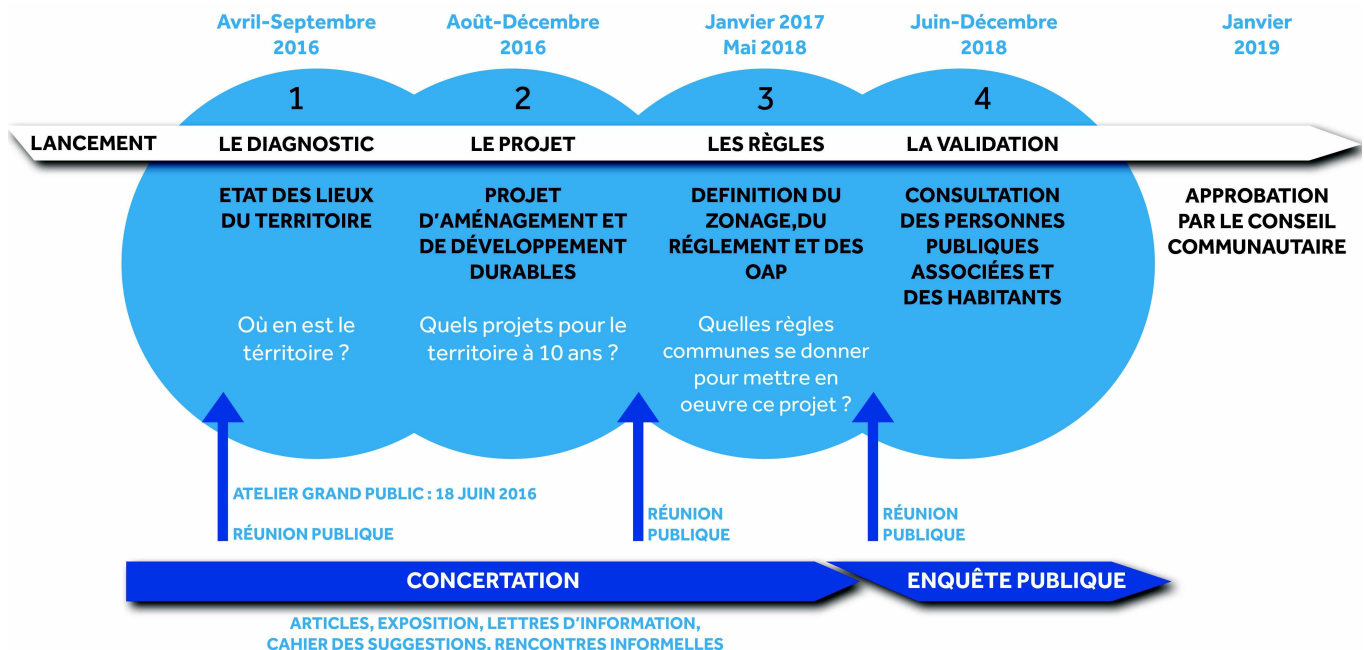 Avril-Septembre
2016
Août-Décembre
2016
Janvier 2017
Mai 2018
Juin-Décembre
2018
Janvier
2019
1
2
3
4
LANCEMENT
LE DIAGNOSTIC
LE PROJET
LES RÈGLES
LA VALIDATION
ETAT DES LIEUX
DU TERRITOIRE
PROJET
D'AMÉNAGEMENT ET
DE DÉVELOPPEMENT
DURABLES
DEFINITION DU
ZONAGE,DU
RÉGLEMENT ET DES
OAP
CONSULTATION
DES PERSONNES
PUBLIQUES
ASSOCIÉES ET
DES HABITANTS
APPROBATION
PAR LE CONSEIL
COMMUNAUTAIRE
Où en est le
térritoire ?
Quels projets pour le
territoire à 10 ans ?
Quelles règles
communes se donner
pour mettre en
oeuvre ce projet ?
ATELIER GRAND PUBLIC : 18 JUIN 2016
RÉUNION PUBLIQUE
RÉUNION
PUBLIQUE
RÉUNION
PUBLIQUE
CONCERTATION
ENQUÊTE PUBLIQUE
ARTICLES, EXPOSITION, LETTRES D'INFORMATION,
CAHIER DES SUGGESTIONS, RENCONTRES INFORMELLES